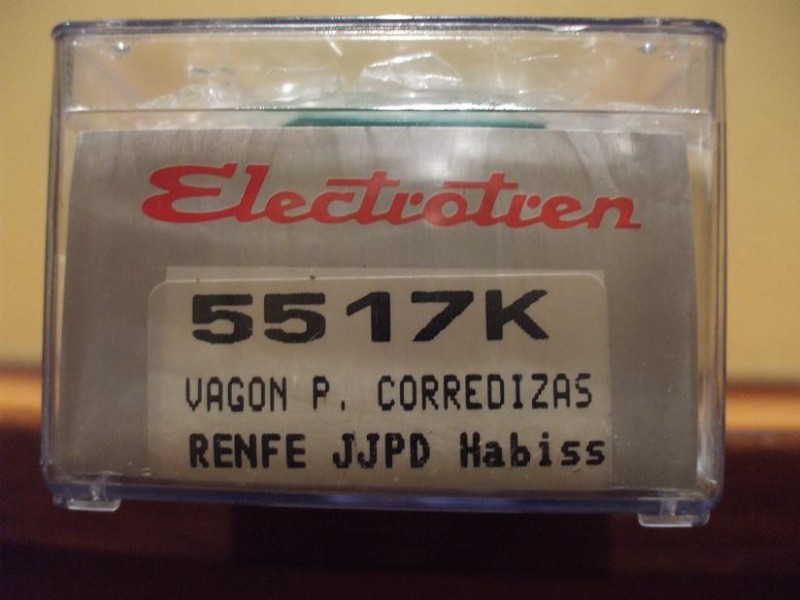 Electrotren
5517K
VAGON P. CORREDIZAS
RENFE JJPD Habiss